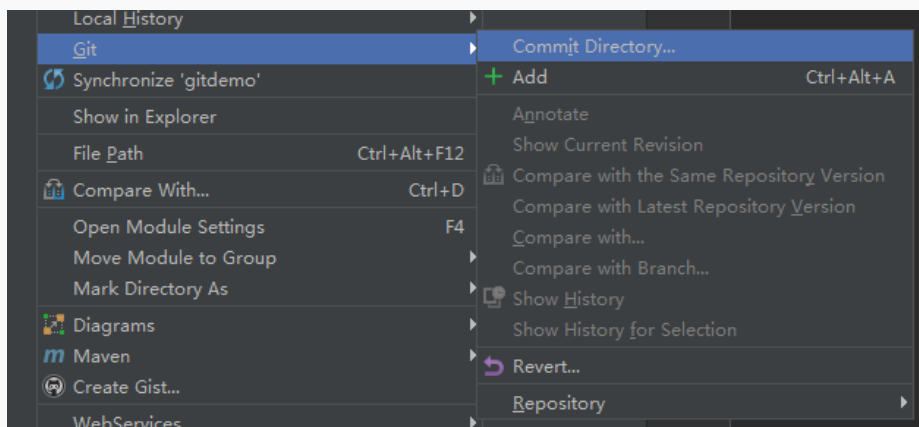 Local History
Git
Synchronize 'gitdemo'
Show in Explorer
File Path Ctrl+Alt+F12
Compare With... Ctrl+D
Open Module Settings F4
Move Module to Group
Mark Directory As
Diagrams
Maven
Create Gist...
WebServices
Commit Directory...
Add Ctrl+Alt+A
Annotate
Show Current Revision
Compare with the Same Repository Version
Compare with Latest Repository Version
Compare with...
Compare with Branch...
Show History
Show History for Selection
Revert...
Repository